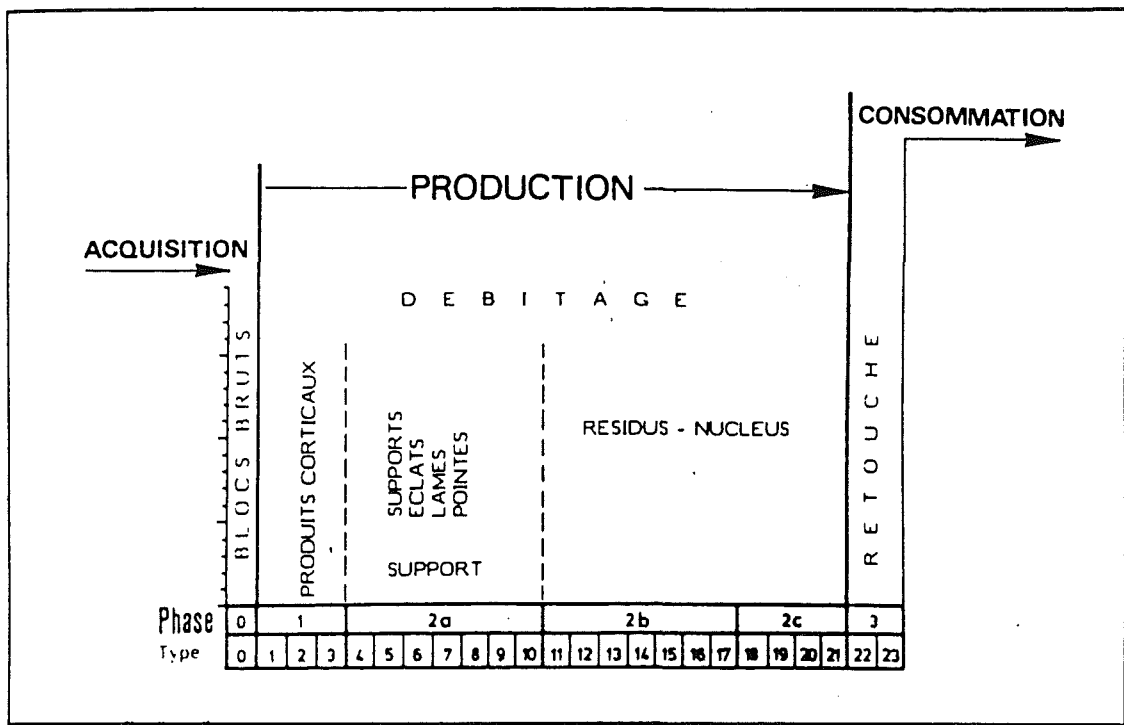 CONSOMMATION
PRODUCTION
ACQUISITION
DEBITAGE
BLOCS BRUTS
PRODUITS CORTICAUX
SUPPORTS
ECLATS
LAMES
POINTES
SUPPORT
RESIDUS - NUCLEUS
RETOUCHE
Phase 0 1 2a 2b 2c 3
Type 0 1 2 3 4 5 6 7 8 9 10 11 12 13 14 15 16 17 18 19 20 21 22 23